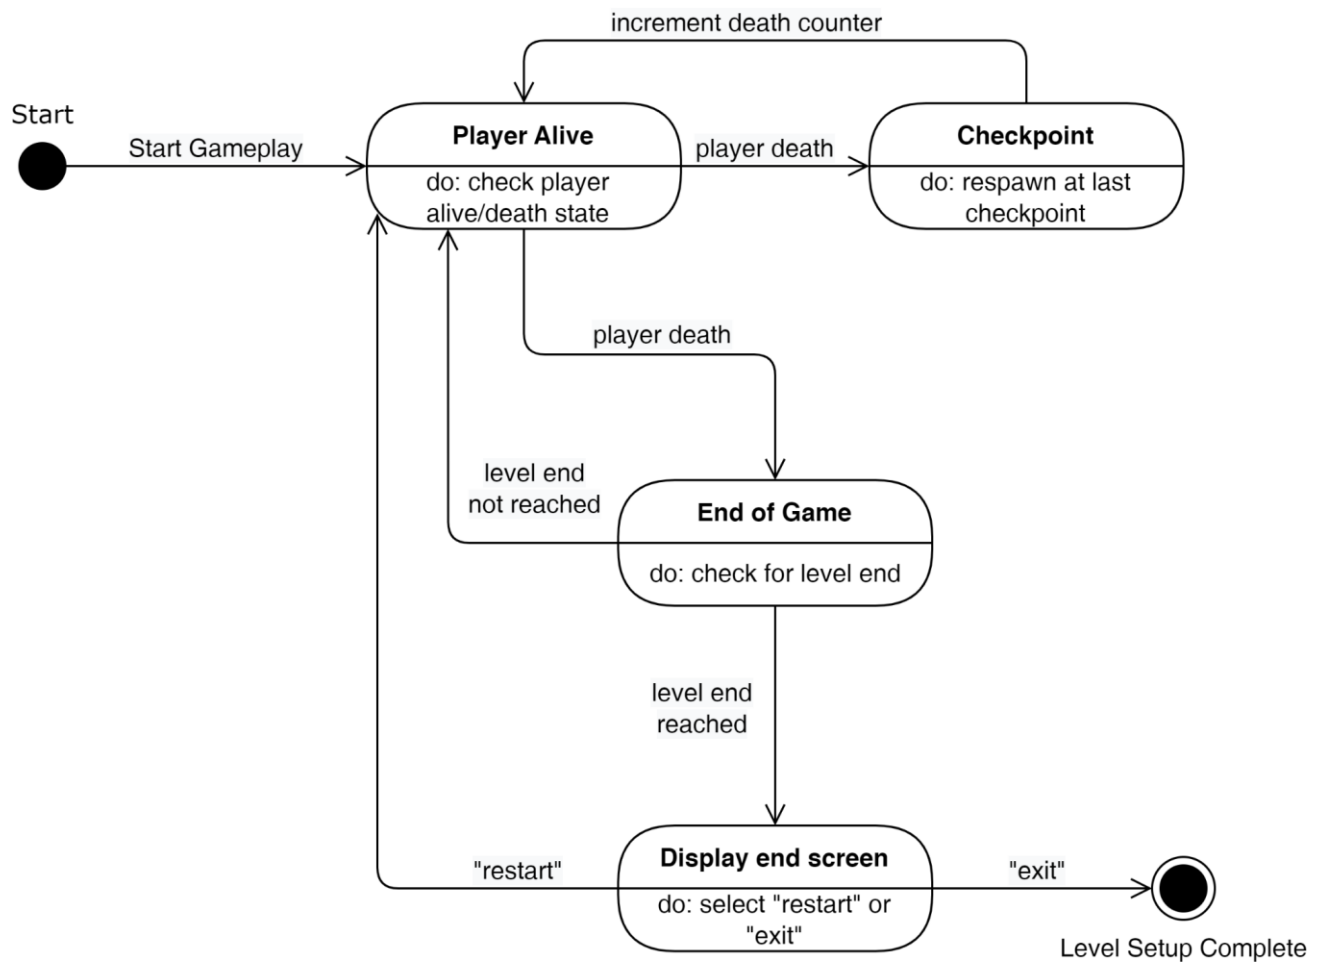 increment death counter
Start
Start Gameplay
Player Alive
do: check player
alive/death state
player death
Checkpoint
do: respawn at last
checkpoint
player death
level end
not reached
End of Game
do: check for level end
level end
reached
"restart"
Display end screen
do: select "restart" or
"exit"
"exit"
Level Setup Complete